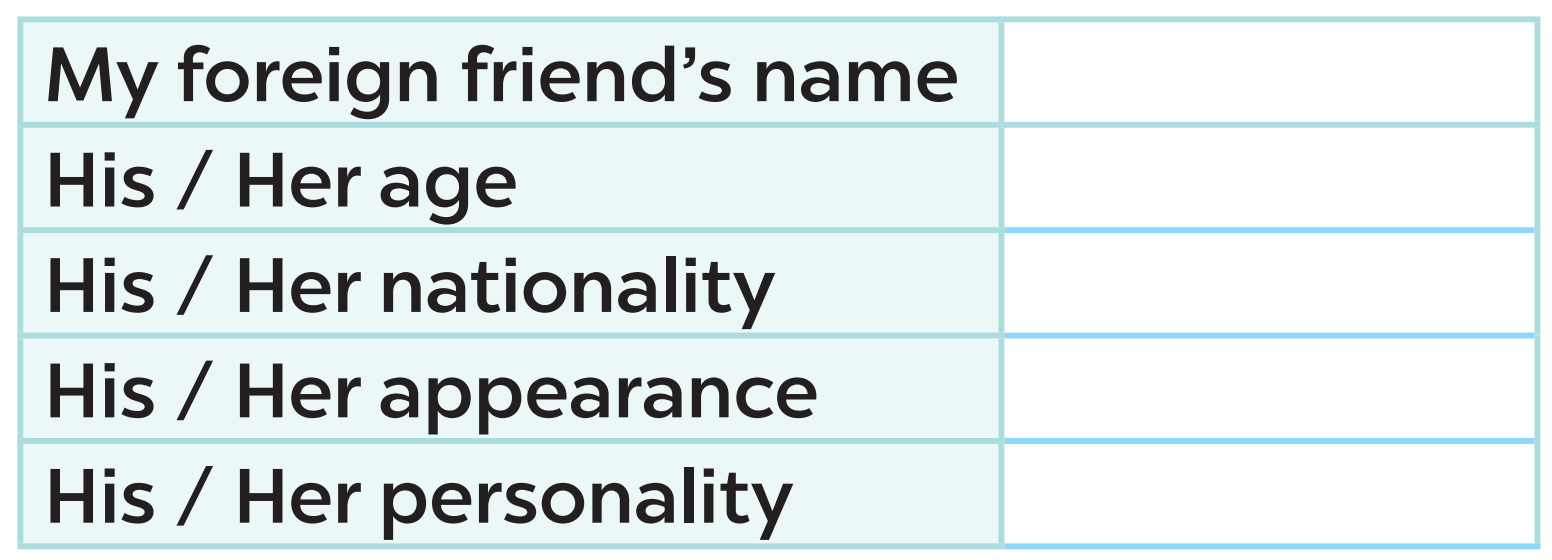 My foreign friend’s name
His / Her age
His / Her nationality
His / Her appearance
His / Her personality